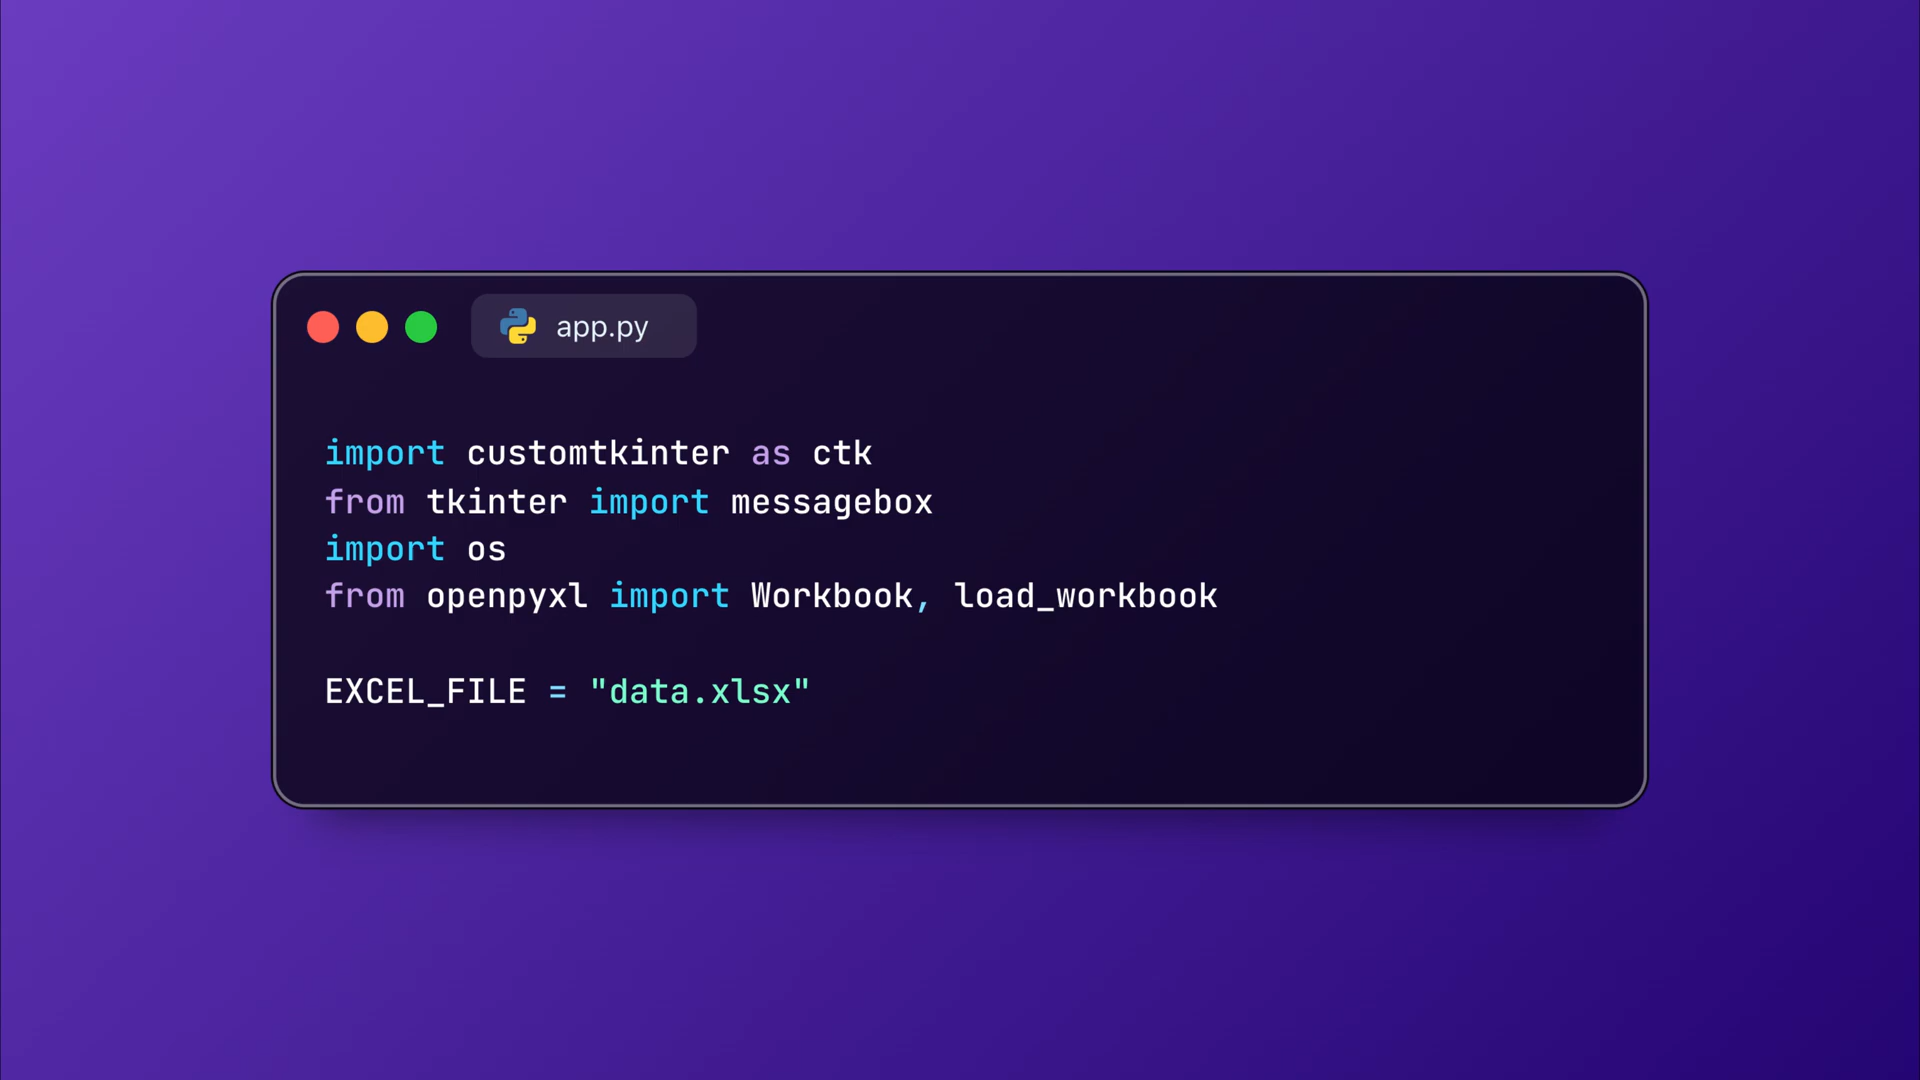 app.py
import customtkinter as ctk
from tkinter import messagebox
import os
from openpyxl import Workbook, load_workbook
EXCEL_FILE = "data.xlsx"